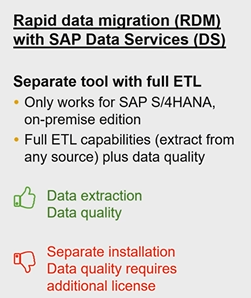 Rapid data migration (RDM)
with SAP Data Services (DS)
Separate tool with full ETL
• Only works for SAP S/4HANA,
on-premise edition
• Full ETL capabilities (extract from
any source) plus data quality
Data extraction
Data quality
Separate installation
Data quality requires
additional license